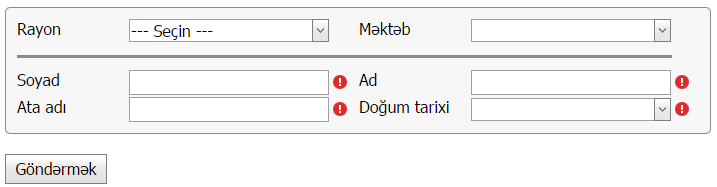 Rayon --- Seçin --- Məktəb
Soyad Ad
Ata adı Doğum tarixi
Göndərmək